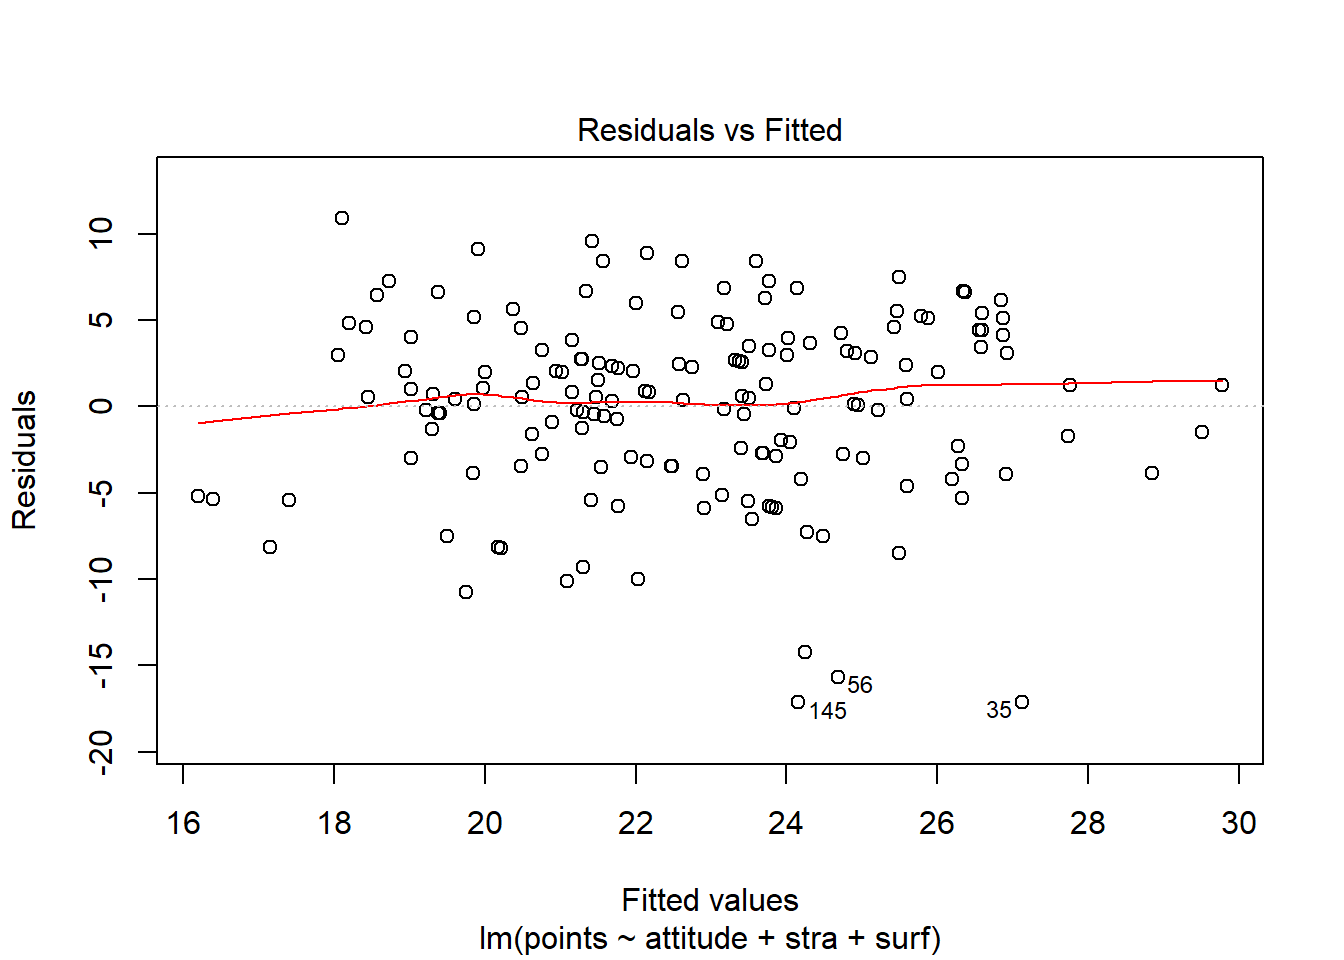 Residuals vs Fitted
Residuals
10
5
0
-5
-10
-15
-20
56
145
35
16 18 20 22 24 26 28 30
Fitted values
lm(points ~ attitude + stra + surf)